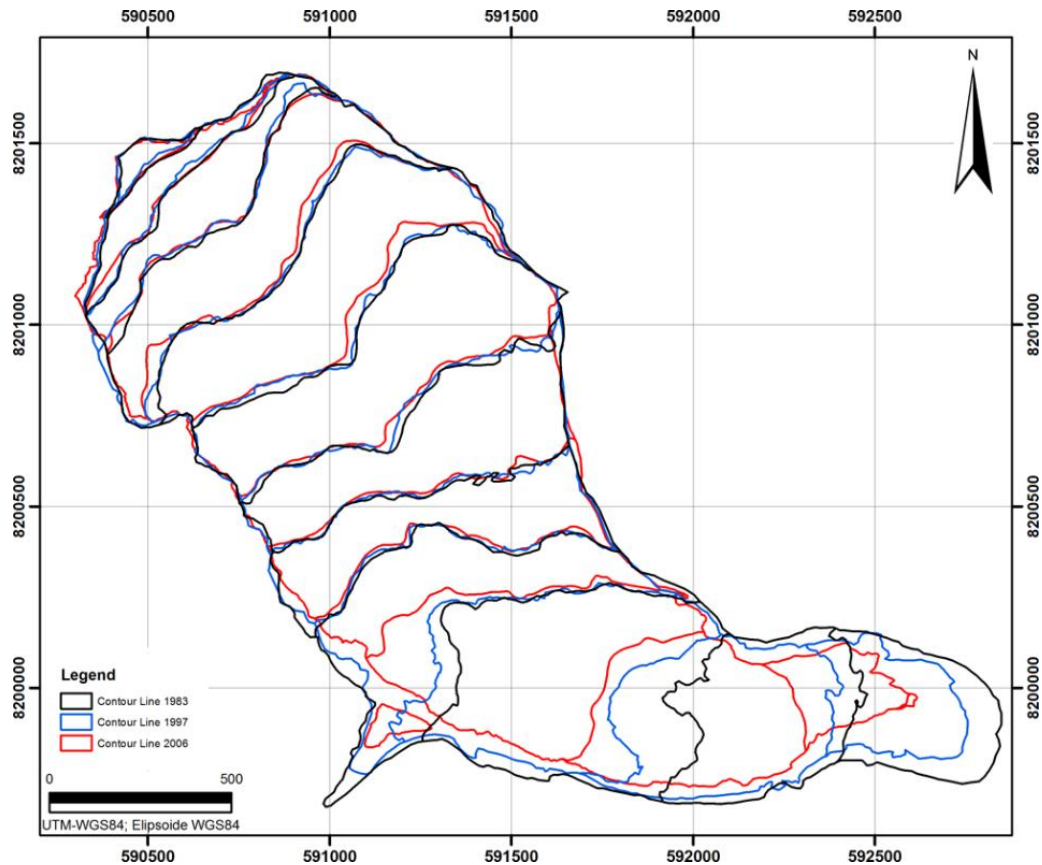 590500 591000 591500 592000 592500
N
8201500 8201500
8201000 8201000
8200500 8200500
8200000 8200000
Legend
Contour Line 1983
Contour Line 1997
Contour Line 2006
0 500
UTM-WGS84; Elipsoide WGS84
590500 591000 591500 592000 592500